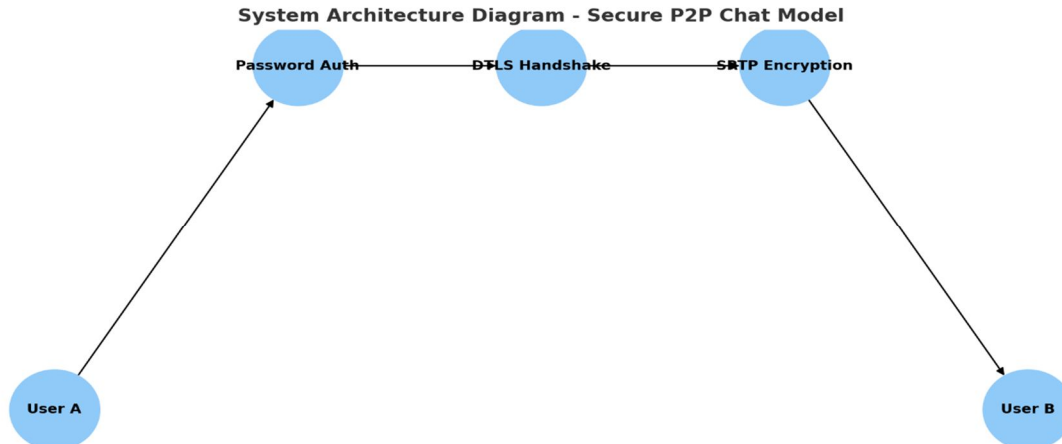 System Architecture Diagram - Secure P2P Chat Model
Password Auth
DTLS Handshake
SRTP Encryption
User A
User B